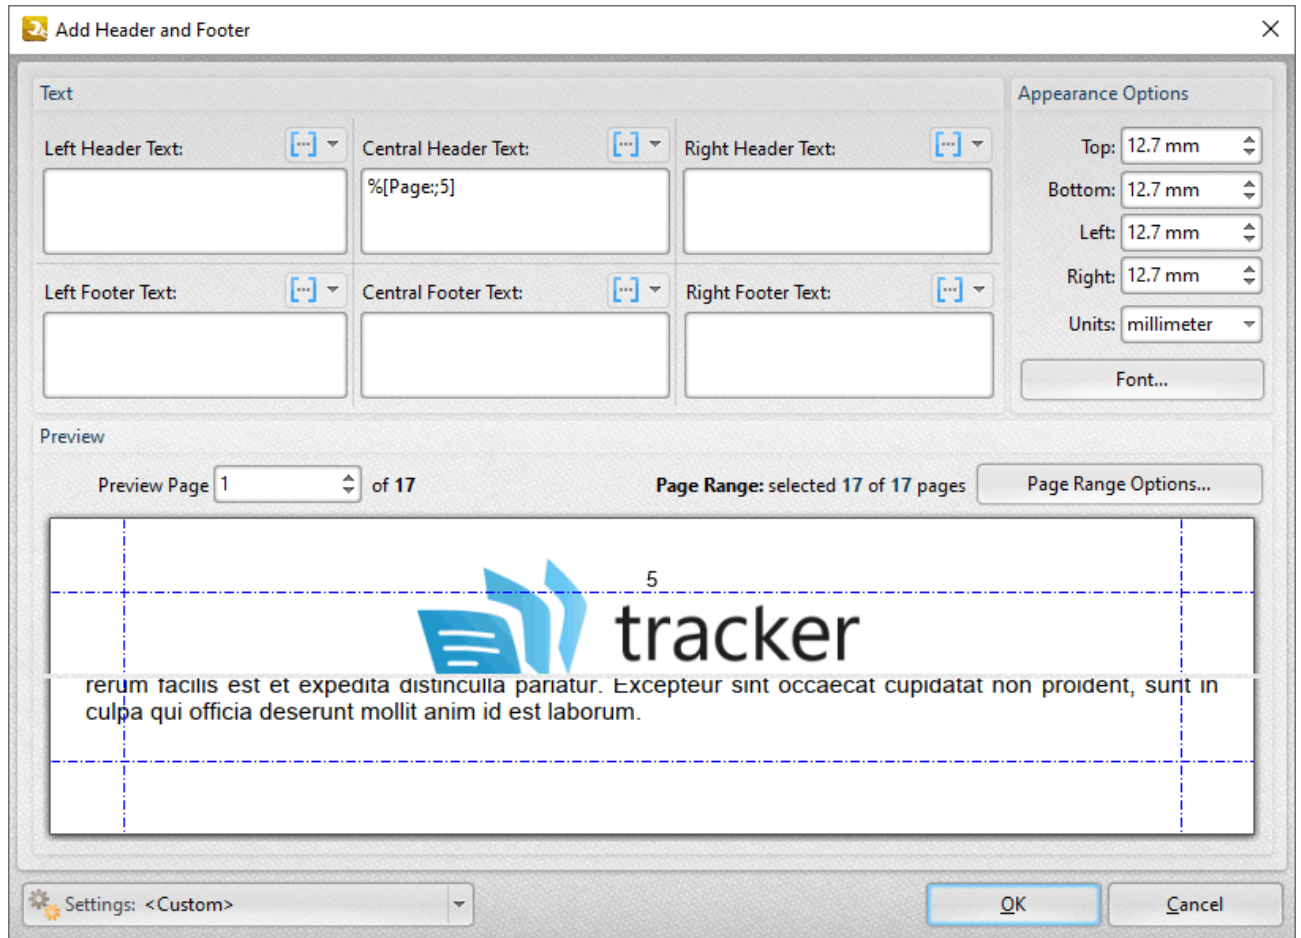 Add Header and Footer
Text
Appearance Options
Left Header Text:
Central Header Text:
Right Header Text:
%[Page:;5]
Left Footer Text:
Central Footer Text:
Right Footer Text:
Top: 12.7 mm
Bottom: 12.7 mm
Left: 12.7 mm
Right: 12.7 mm
Units: millimeter
Font...
Preview
Preview Page 1 of 17
Page Range: selected 17 of 17 pages
Page Range Options...
5
tracker
rerum facilis est et expedita distinculla pariatur. Excepteur sint occaecat cupidatat non proident, sunt in
culpa qui officia deserunt mollit anim id est laborum.
Settings: <Custom>
OK
Cancel